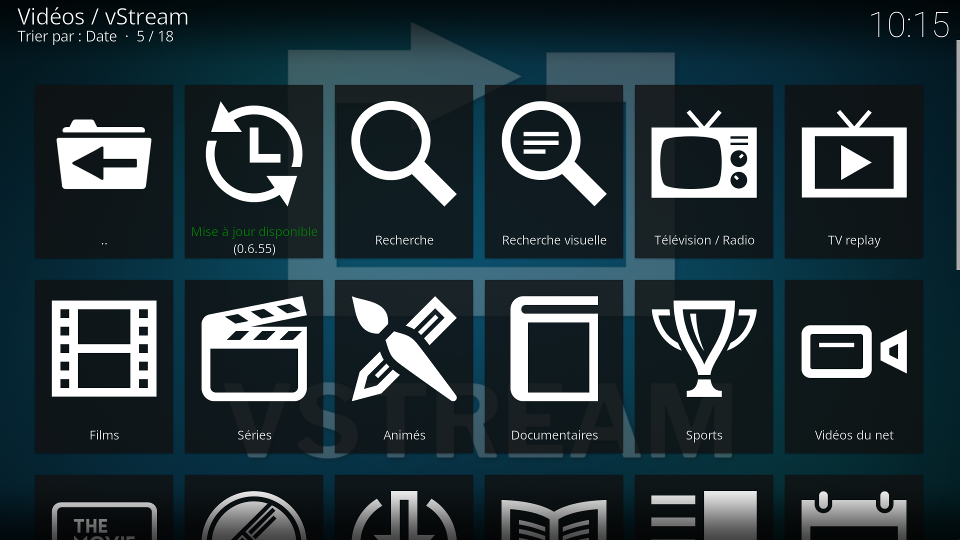 Vidéos / vStream
Trier par : Date · 5 / 18
10:15
..
Mise à jour disponible
(0.6.55)
Recherche
Recherche visuelle
Télévision / Radio
TV replay
Films
Séries
Animés
Documentaires
Sports
Vidéos du net
VSTREAM
THE
MOVIE